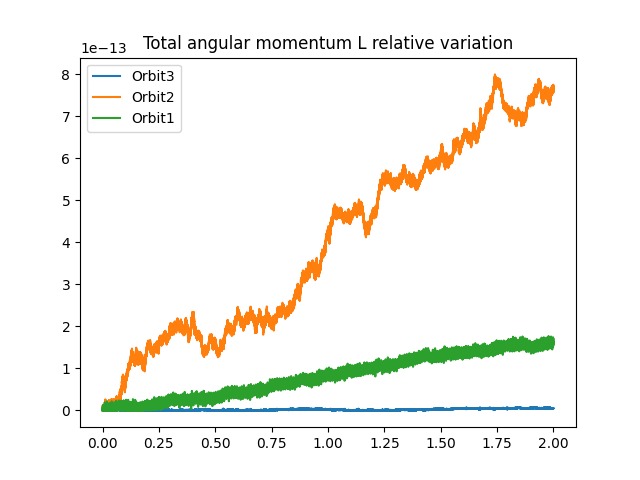 Total angular momentum L relative variation
1e−13
Orbit3
Orbit2
Orbit1
8
7
6
5
4
3
2
1
0
0.00 0.25 0.50 0.75 1.00 1.25 1.50 1.75 2.00